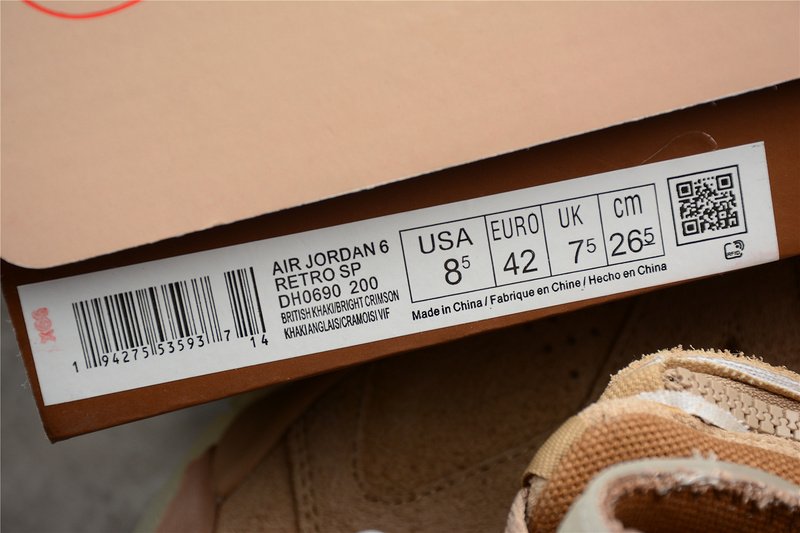 AIR JORDAN 6
RETRO SP
DH0690 200
BRITISH KHAKI/BRIGHT CRIMSON
KHAKI ANGLAIS/CRAMOISI VIF
1 94275 53593 7 14
USA EURO UK cm
8⁵ 42 7⁵ 26⁵
Made in China / Fabrique en Chine / Hecho en China
RFID